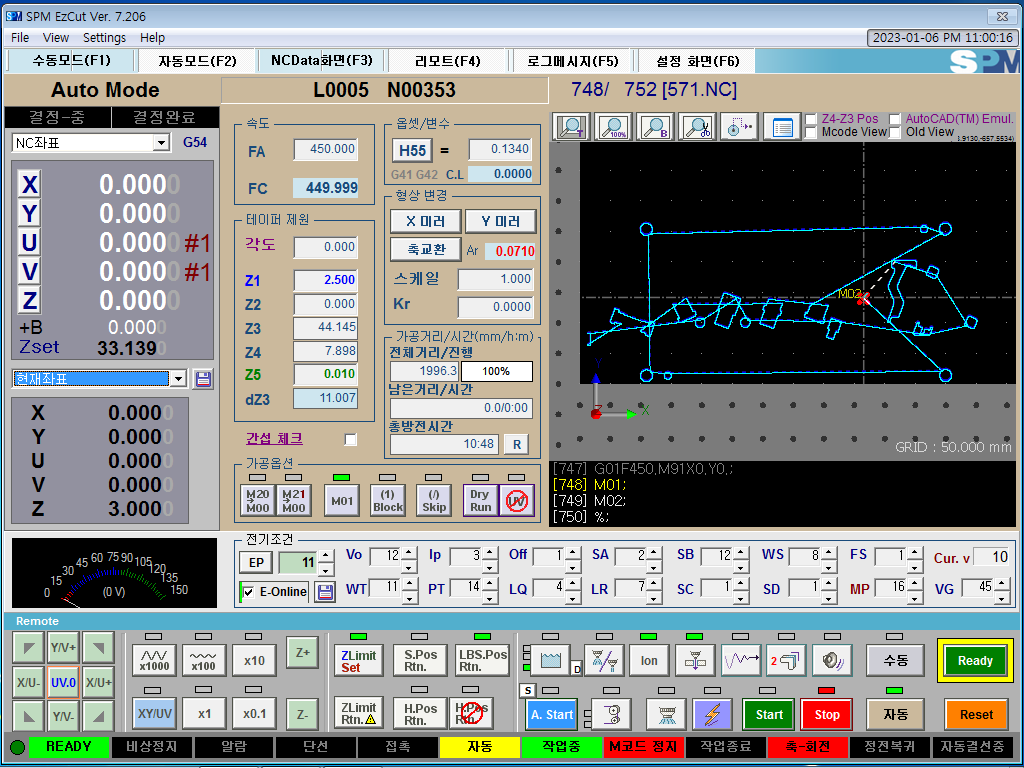 SPM EzCut Ver. 7.206
File View Settings Help
2023-01-06 PM 11:00:16
수동모드(F1) 자동모드(F2) NCData화면(F3) 리모트(F4) 로그메시지(F5) 설정 화면(F6)
SPM
Auto Mode
L0005 N00353
748/ 752 [571.NC]
결정-중 결정완료
NC좌표 G54
X 0.0000
Y 0.0000
U 0.0000 #1
V 0.0000 #1
Z 0.0000
+B 0.0000
Zset 33.1390
현재좌표
X 0.0000
Y 0.0000
U 0.0000
V 0.0000
Z 3.0000
속도
FA 450.000
FC 449.999
테이퍼 제원
각도 0.000
Z1 2.500
Z2 0.000
Z3 44.145
Z4 7.898
Z5 0.010
dZ3 11.007
간섭 체크
옵셋/변수
H55 = 0.1340
G41 G42 C.L 0.0000
형상 변경
X 미러 Y 미러
축교환 Ar 0.0710
스케일 1.000
Kr 0.0000
가공거리/시간(mm/h:m)
전체거리/진행
1996.3 100%
남은거리/시간
0.0/0:00
총방전시간
10:48 R
가공옵션
M20 M00
M21 M00
M01
(1) Block
(/) Skip
Dry Run
UV
T 100% B
Z4-Z3 Pos AutoCAD(TM) Emul.
Mcode View Old View
M02
Y
Z X
GRID : 50.000 mm
[747] G01F450,M91X0,Y0,;
[748] M01;
[749] M02;
[750] %;
0 15 30 45 60 75 90 105 120 135 150
(0 V)
전기조건
EP 11
E-Online
Vo 12 Ip 3 Off 1 SA 2 SB 12 WS 8 FS 1 Cur. v 10
WT 11 PT 14 LQ 4 LR 7 SC 1 SD 1 MP 16 VG 45
Remote
Y/V+
X/U- UV.0 X/U+
Y/V-
x1000 x100 x10 Z+
XY/UV x1 x0.1 Z-
ZLimit Set
S.Pos Rtn.
LBS.Pos Rtn.
ZLimit Rtn.
H.Pos Rtn.
D
Ion
2
수동
Ready
S
A. Start
Start
Stop
자동
Reset
READY 비상정지 알람 단선 접촉 자동 작업중 M코드 정지 작업종료 축-회전 정전복귀 자동결선중